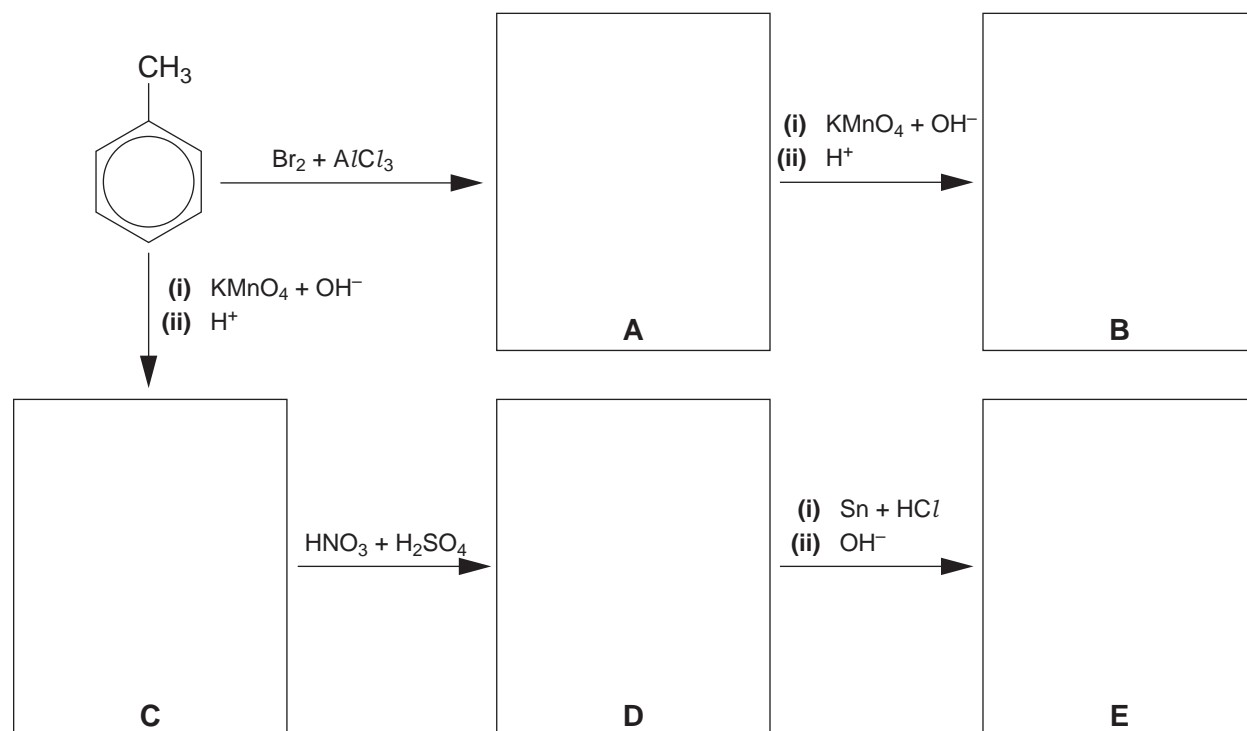 CH₃
Br₂ + AlCl₃
(i) KMnO₄ + OH⁻
(ii) H⁺
A
B
(i) KMnO₄ + OH⁻
(ii) H⁺
C
HNO₃ + H₂SO₄
D
(i) Sn + HCl
(ii) OH⁻
E